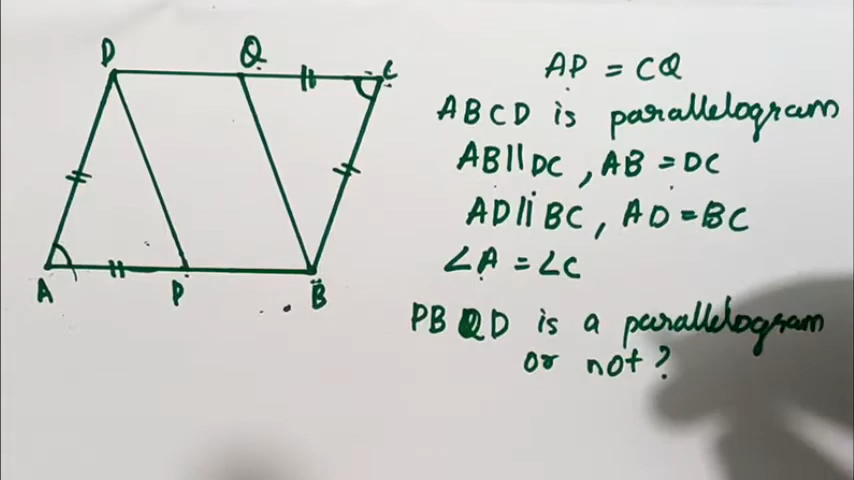 D Q C
A P B
AP = CQ
ABCD is parallelogram
AB||DC , AB = DC
AD||BC , AD = BC
∠A = ∠C
PBQD is a parallelogram
or not?